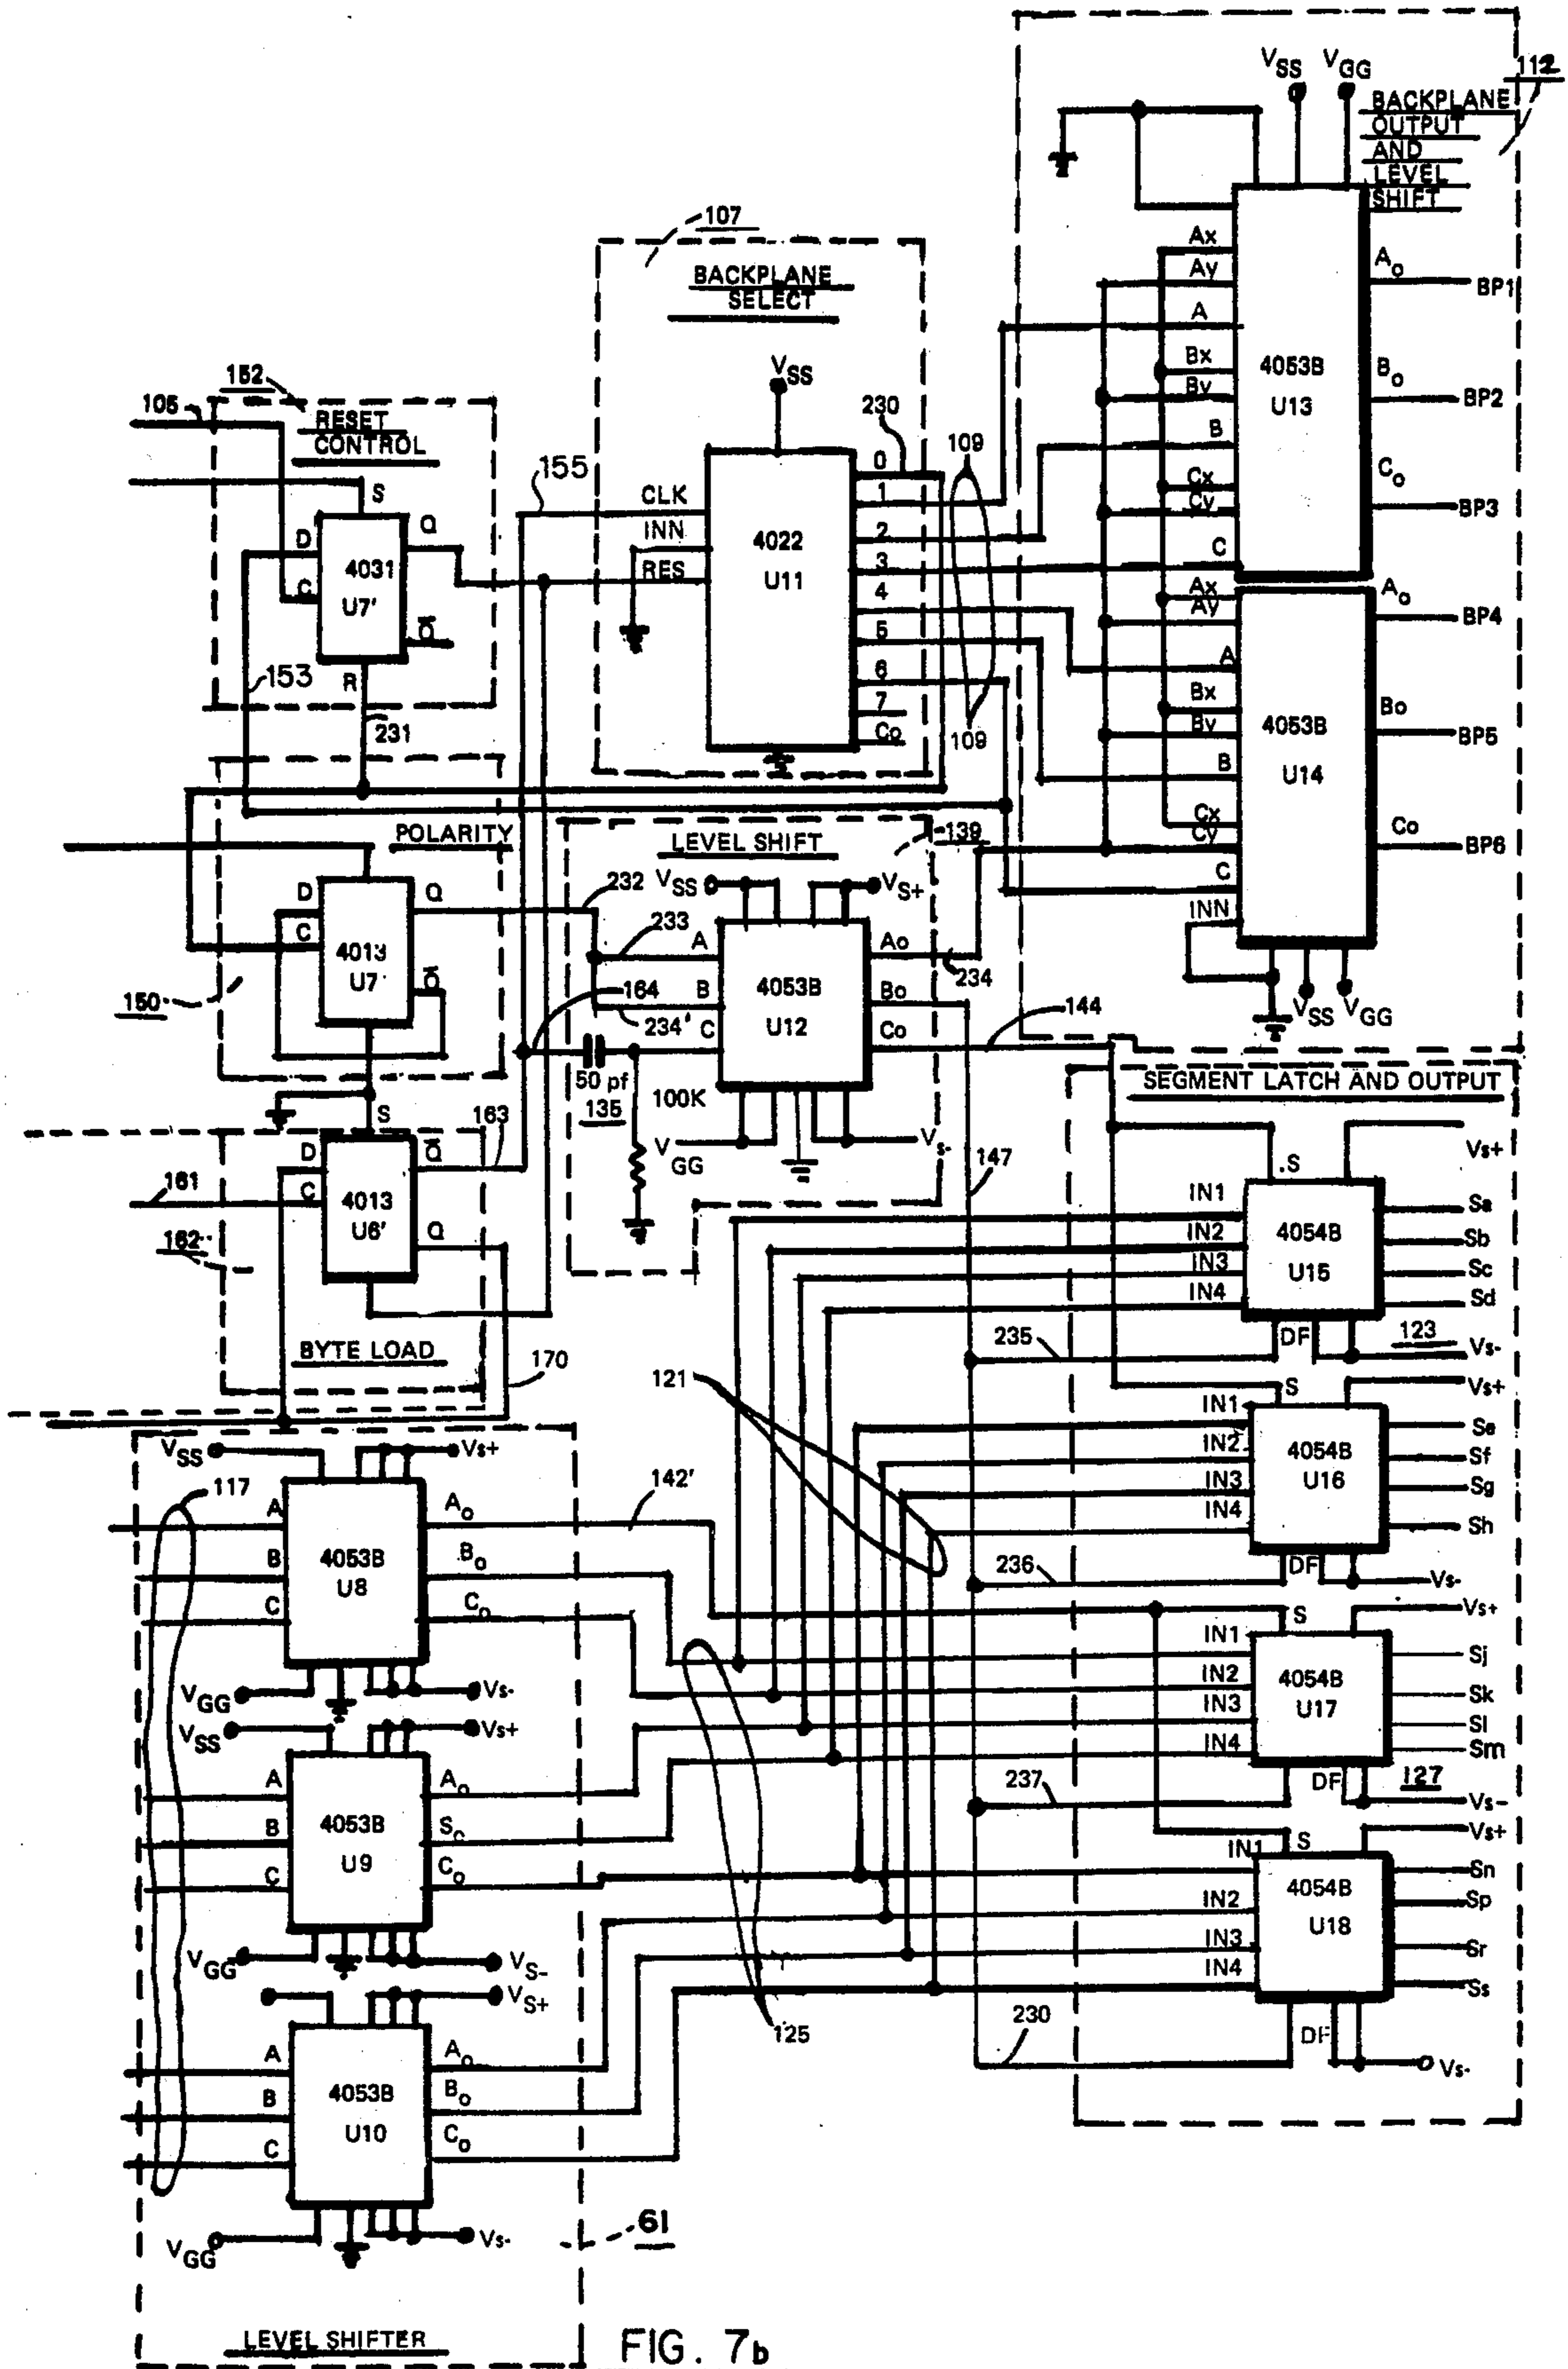 112
VSS VGG
BACKPLANE
OUTPUT
AND
LEVEL
SHIFT
Ax
Ay
A
Bx
By
B
Cx
Cy
C
4053B
U13
Ao BP1
Bo BP2
Co BP3
Ax
Ay
A
Bx
By
B
Cx
Cy
C
INN
4053B
U14
Ao BP4
Bo BP5
Co BP6
VSS VGG
107
BACKPLANE
SELECT
VSS
155
CLK
INN
RES
4022
U11
0
1
2
3
4
5
6
7
Co
230
109
109
152
105
RESET
CONTROL
S
D
C
Q
4031
U7'
Q
R
153
231
POLARITY
D
C
Q
4013
U7
Q
150
232
LEVEL SHIFT
139
VSS VS+
233
A
B
C
234'
164
4053B
U12
Ao
Bo
Co
234
144
50 pf
135
100K
VGG
Vs-
147
S
163
D
C
161
4013
U6'
Q
Q
162
BYTE LOAD
170
SEGMENT LATCH AND OUTPUT
S
Vs+
IN1
IN2
IN3
IN4
4054B
U15
Sa
Sb
Sc
Sd
DF
123
Vs-
235
S
Vs+
IN1
IN2
IN3
IN4
4054B
U16
Se
Sf
Sg
Sh
DF
Vs-
236
121
S
Vs+
IN1
IN2
IN3
IN4
4054B
U17
Sj
Sk
Sl
Sm
DF
127
Vs-
237
S
Vs+
IN1
IN2
IN3
IN4
4054B
U18
Sn
Sp
Sr
Ss
DF
Vs-
230
VSS Vs+
117
142'
A
B
C
4053B
U8
Ao
Bo
Co
VGG Vs-
VSS Vs+
A
B
C
4053B
U9
Ao
So
Co
VGG VS-
VS+
A
B
C
4053B
U10
Ao
Bo
Co
125
VGG Vs-
61
LEVEL SHIFTER
FIG. 7b